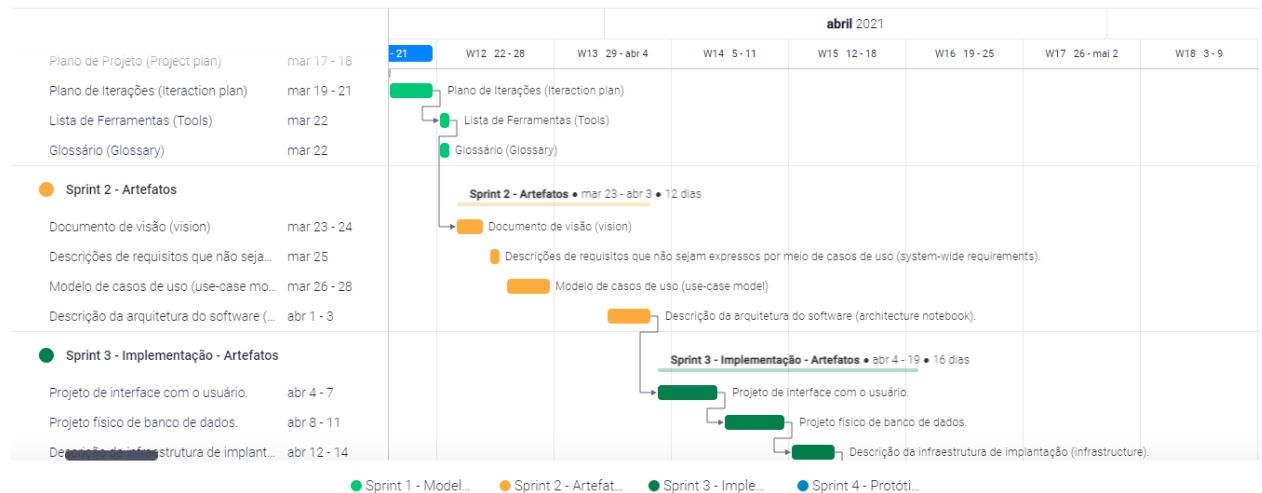 abril 2021
- 21 W12 22 - 28 W13 29 - abr 4 W14 5 - 11 W15 12 - 18 W16 19 - 25 W17 26 - mai 2 W18 3 - 9
Plano de Projeto (Project plan) mar 17 - 18
Plano de Iterações (Iteraction plan) mar 19 - 21 Plano de Iterações (Iteraction plan)
Lista de Ferramentas (Tools) mar 22 Lista de Ferramentas (Tools)
Glossário (Glossary) mar 22 Glossário (Glossary)
Sprint 2 - Artefatos Sprint 2 - Artefatos ● mar 23 - abr 3 ● 12 dias
Documento de visão (vision) mar 23 - 24 Documento de visão (vision)
Descrições de requisitos que não seja... mar 25 Descrições de requisitos que não sejam expressos por meio de casos de uso (system-wide requirements).
Modelo de casos de uso (use-case mo... mar 26 - 28 Modelo de casos de uso (use-case model)
Descrição da arquitetura do software (... abr 1 - 3 Descrição da arquitetura do software (architecture notebook).
Sprint 3 - Implementação - Artefatos Sprint 3 - Implementação - Artefatos ● abr 4 - 19 ● 16 dias
Projeto de interface com o usuário. abr 4 - 7 Projeto de interface com o usuário.
Projeto físico de banco de dados. abr 8 - 11 Projeto físico de banco de dados.
Descrição da infraestrutura de implant... abr 12 - 14 Descrição da infraestrutura de implantação (infrastructure).
Sprint 1 - Model... Sprint 2 - Artefat... Sprint 3 - Imple... Sprint 4 - Protóti...